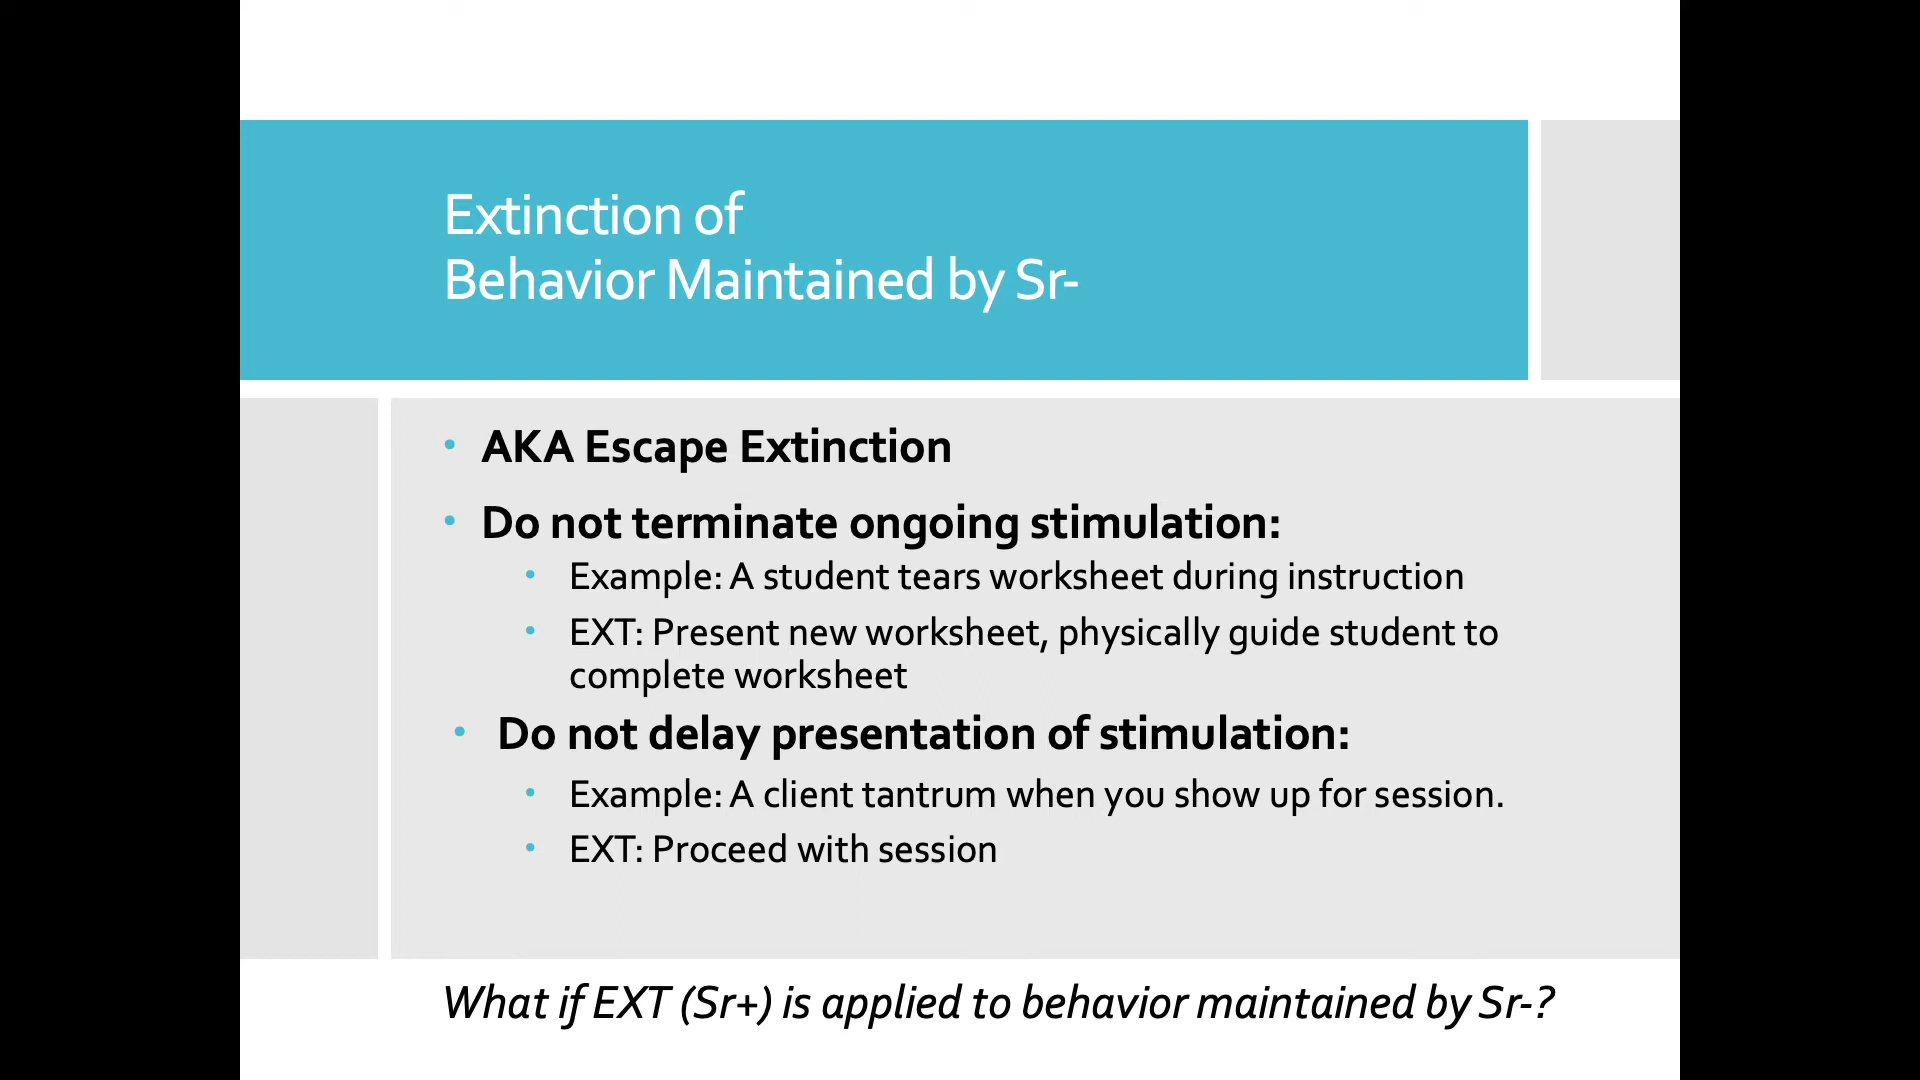 Extinction of
Behavior Maintained by Sr-
• AKA Escape Extinction
• Do not terminate ongoing stimulation:
• Example: A student tears worksheet during instruction
• EXT: Present new worksheet, physically guide student to
complete worksheet
• Do not delay presentation of stimulation:
• Example: A client tantrum when you show up for session.
• EXT: Proceed with session
What if EXT (Sr+) is applied to behavior maintained by Sr-?